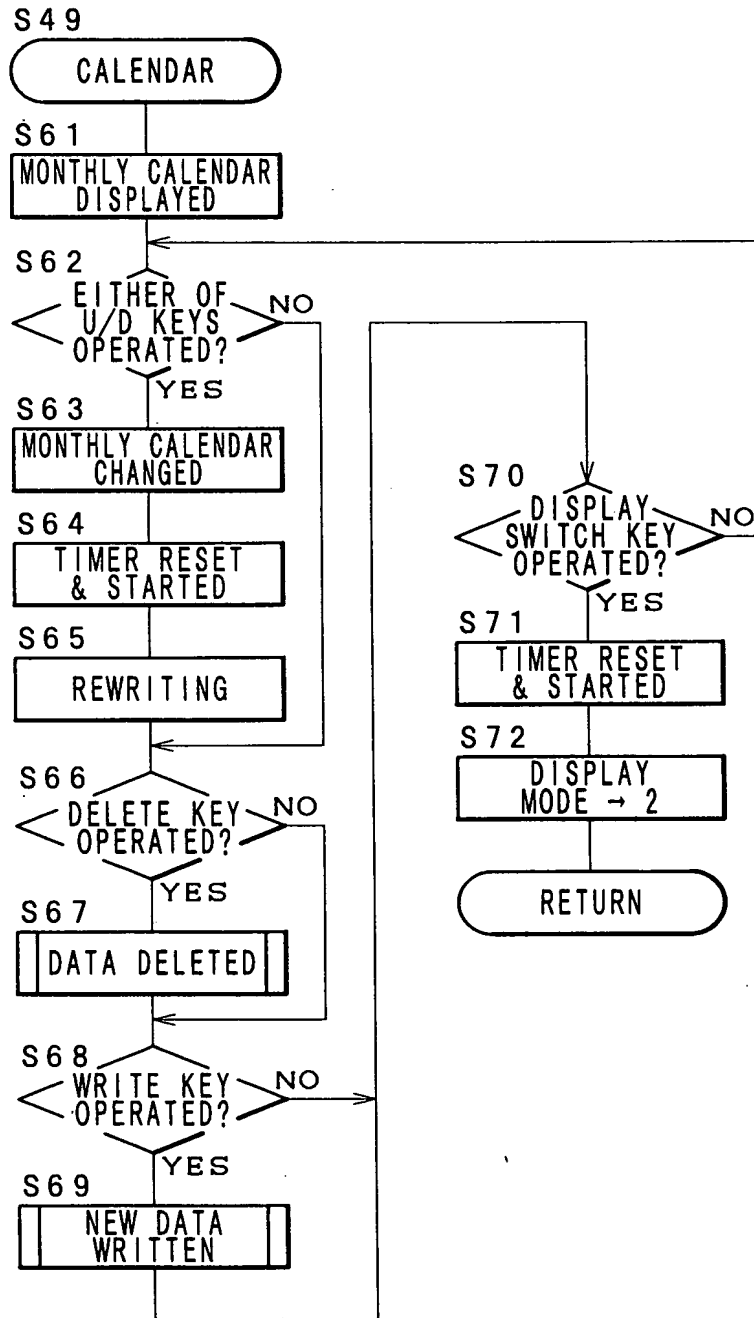 S49
CALENDAR
S61
MONTHLY CALENDAR
DISPLAYED
S62
EITHER OF
U/D KEYS
OPERATED?
NO
YES
S63
MONTHLY CALENDAR
CHANGED
S64
TIMER RESET
& STARTED
S65
REWRITING
S66
DELETE KEY
OPERATED?
NO
YES
S67
DATA DELETED
S68
WRITE KEY
OPERATED?
NO
YES
S69
NEW DATA
WRITTEN
S70
DISPLAY
SWITCH KEY
OPERATED?
NO
YES
S71
TIMER RESET
& STARTED
S72
DISPLAY
MODE → 2
RETURN